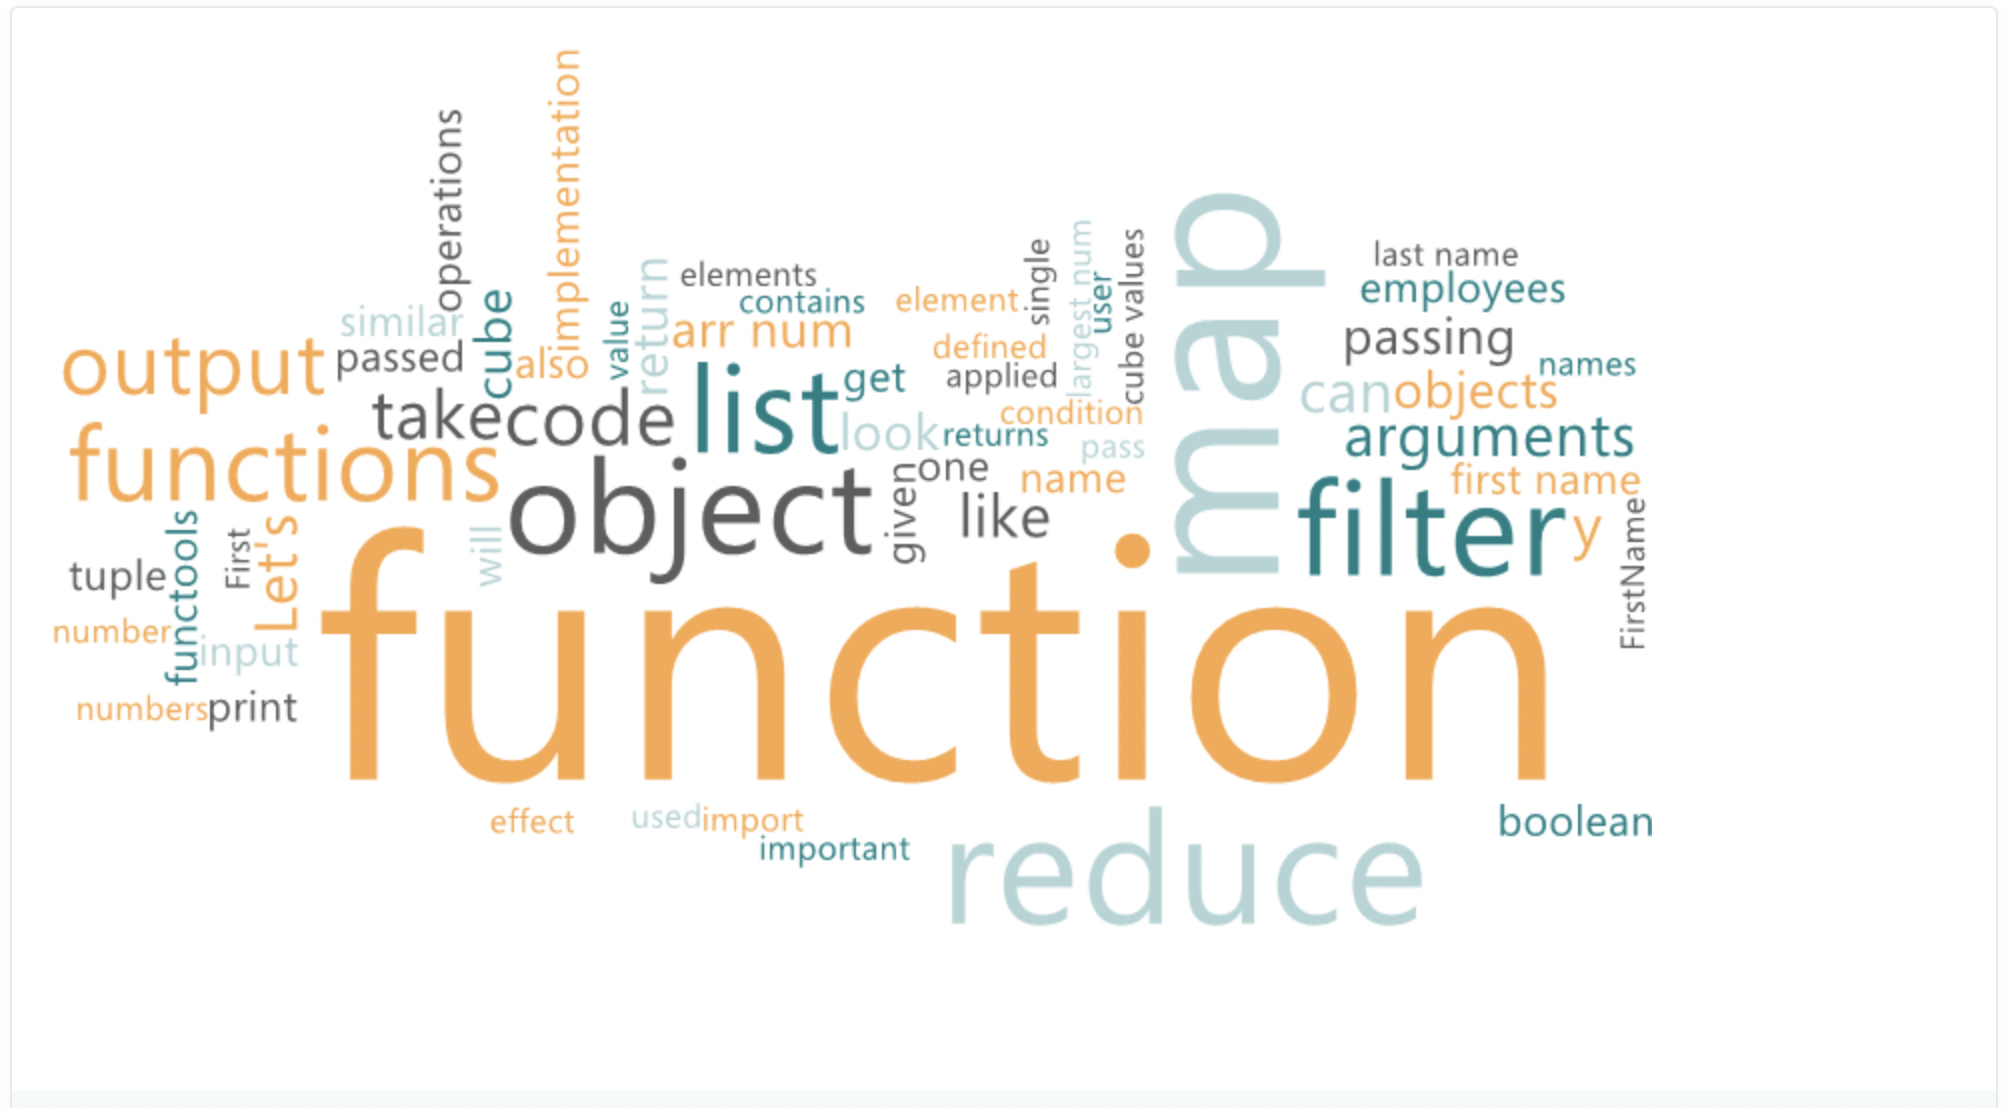 implementation
operations
map
return
elements
single
largest num
user
cube values
last name
contains
element
employees
similar
cube
value
arr num
output
passed
also
defined
passing
list
get
applied
names
take
code
look
returns
condition
can
objects
functions
pass
arguments
object
given
one
name
first name
like
filter
y
functools
First
Let's
will
FirstName
tuple
function
number
input
numbers
print
effect
used
import
boolean
important
reduce